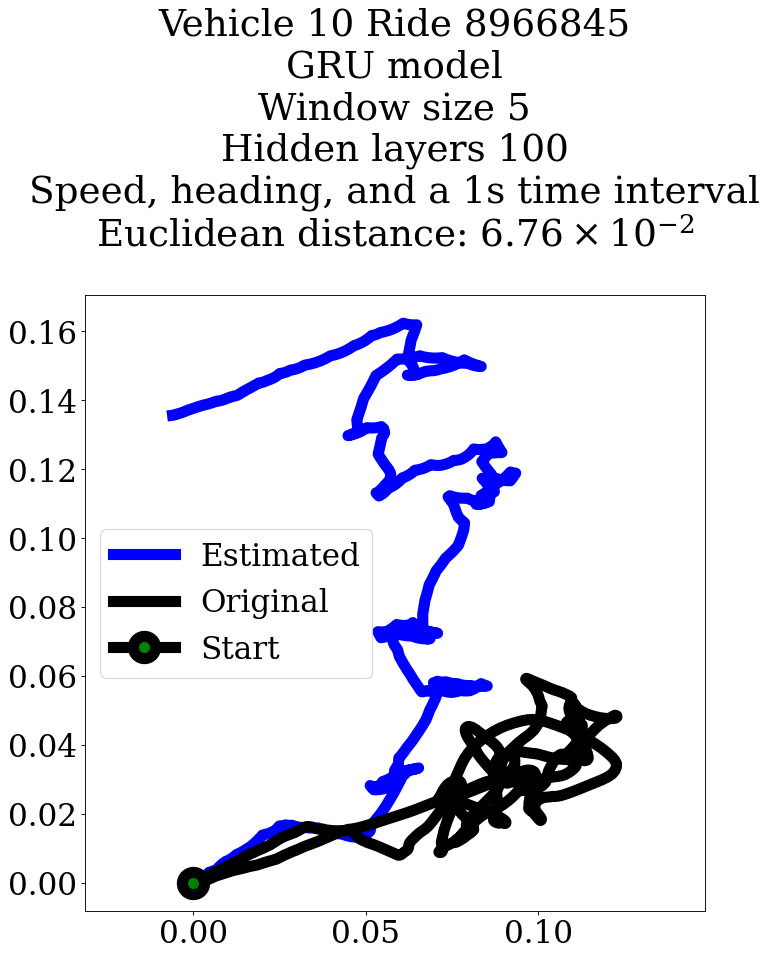 Vehicle 10 Ride 8966845
GRU model
Window size 5
Hidden layers 100
Speed, heading, and a 1s time interval
Euclidean distance: 6.76 × 10⁻²
0.16
0.14
0.12
0.10
0.08
0.06
0.04
0.02
0.00
Estimated
Original
Start
0.00 0.05 0.10